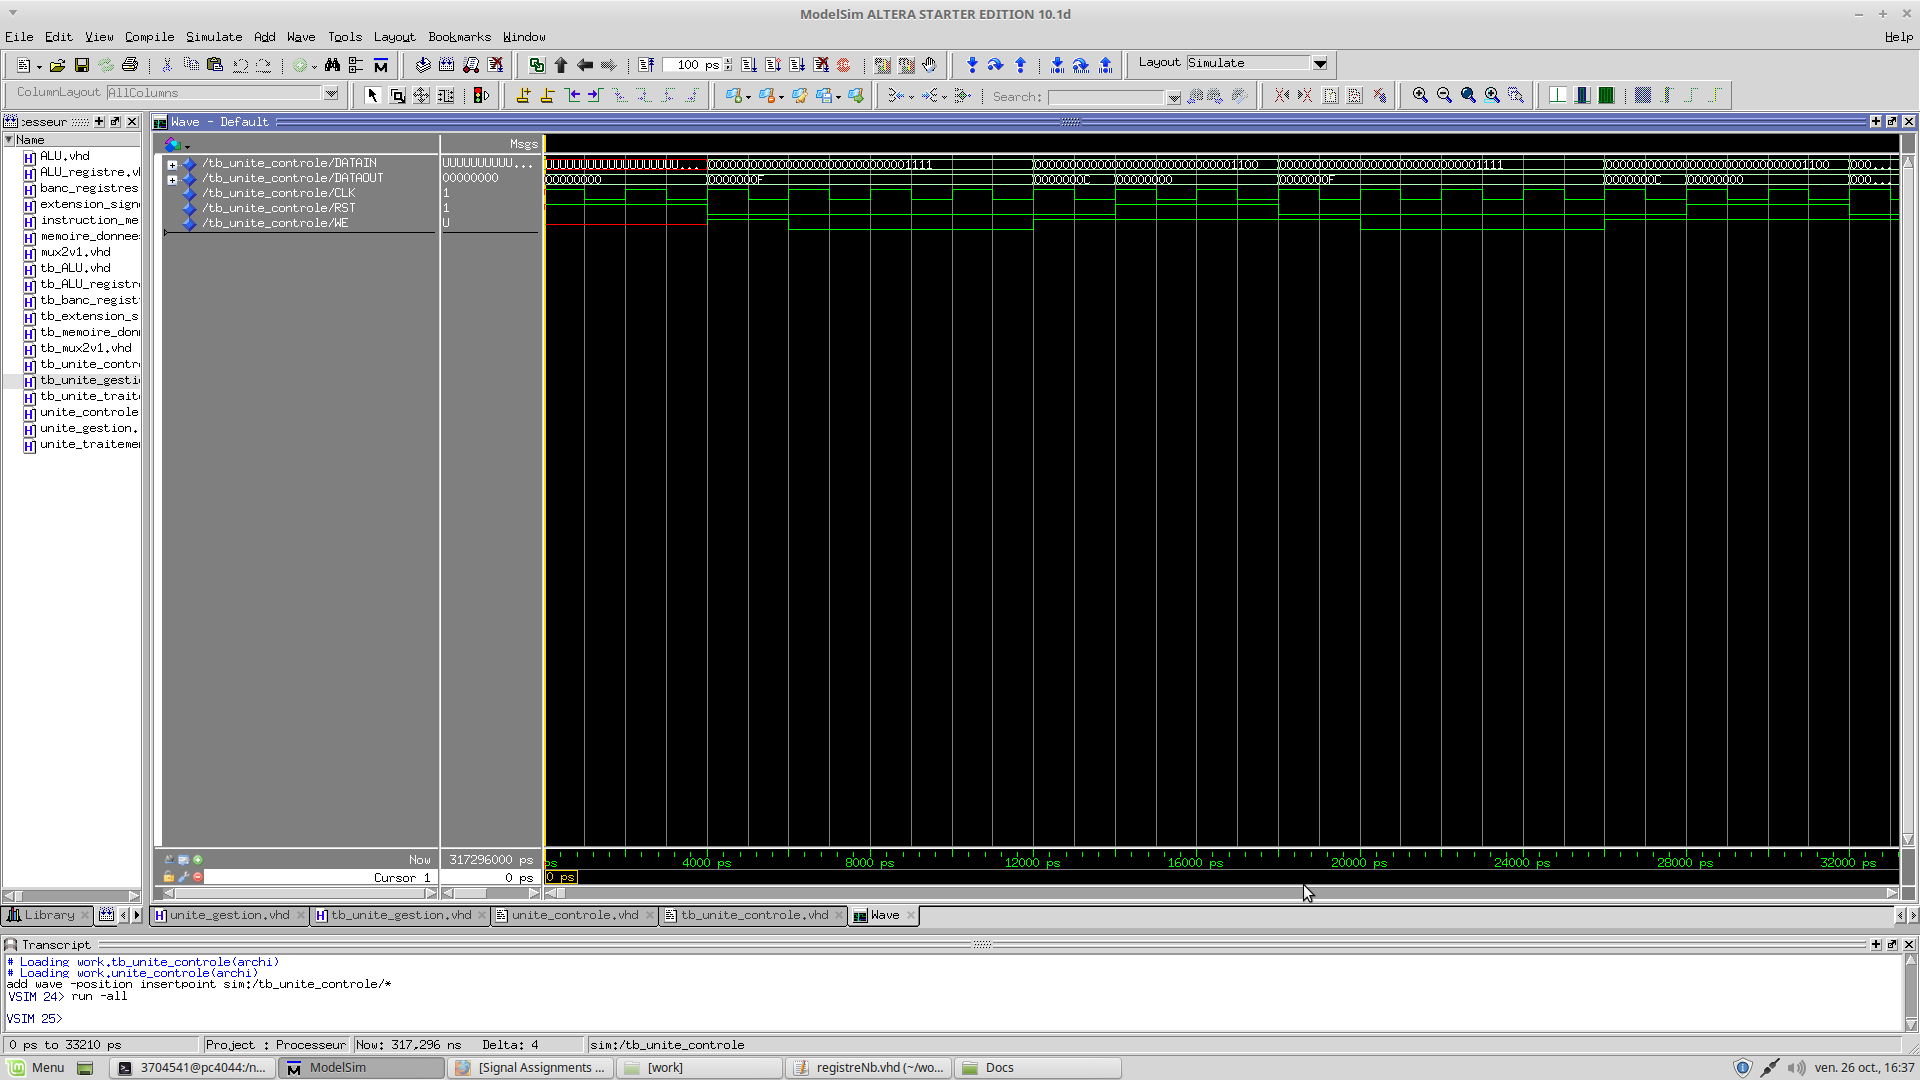 ModelSim ALTERA STARTER EDITION 10.1d
File Edit View Compile Simulate Add Wave Tools Layout Bookmarks Window Help
100 ps
Layout Simulate
ColumnLayout AllColumns
Search:
cesseur
Wave - Default
Name
ALU.vhd
ALU_registre.vl
banc_registres
extension_sign
instruction_me
memoire_donnee
mux2v1.vhd
tb_ALU.vhd
tb_ALU_registr
tb_banc_regist
tb_extension_s
tb_memoire_don
tb_mux2v1.vhd
tb_unite_contr
tb_unite_gesti
tb_unite_trait
unite_controle
unite_gestion.
unite_traiteme
Msgs
/tb_unite_controle/DATAIN UUUUUUUUUU...
/tb_unite_controle/DATAOUT 00000000 00000000 0000000F 0000000C 00000000 0000000F 0000000C 00000000 000...
/tb_unite_controle/CLK 1
/tb_unite_controle/RST 1
/tb_unite_controle/WE U
Now 317296000 ps ps 4000 ps 8000 ps 12000 ps 16000 ps 20000 ps 24000 ps 28000 ps 32000 ps
Cursor 1 0 ps 0 ps
Library unite_gestion.vhd tb_unite_gestion.vhd unite_controle.vhd tb_unite_controle.vhd Wave
Transcript
# Loading work.tb_unite_controle(archi)
# Loading work.unite_controle(archi)
add wave -position insertpoint sim:/tb_unite_controle/*
VSIM 24> run -all
VSIM 25>
0 ps to 33210 ps Project : Processeur Now: 317,296 ns Delta: 4 sim:/tb_unite_controle
Menu 3704541@pc4044:/n... ModelSim [Signal Assignments ... [work] registreNb.vhd (~/wo... Docs ven. 26 oct., 16:37